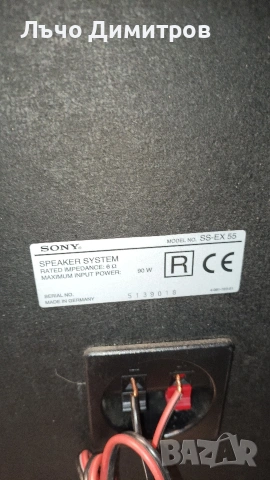 Лъчо Димитров
SONY
MODEL NO. SS-EX 55
SPEAKER SYSTEM
RATED IMPEDANCE: 6 Ω
MAXIMUM INPUT POWER: 80 W
R CE
SERIAL NO. 5139018
MADE IN GERMANY
bazar